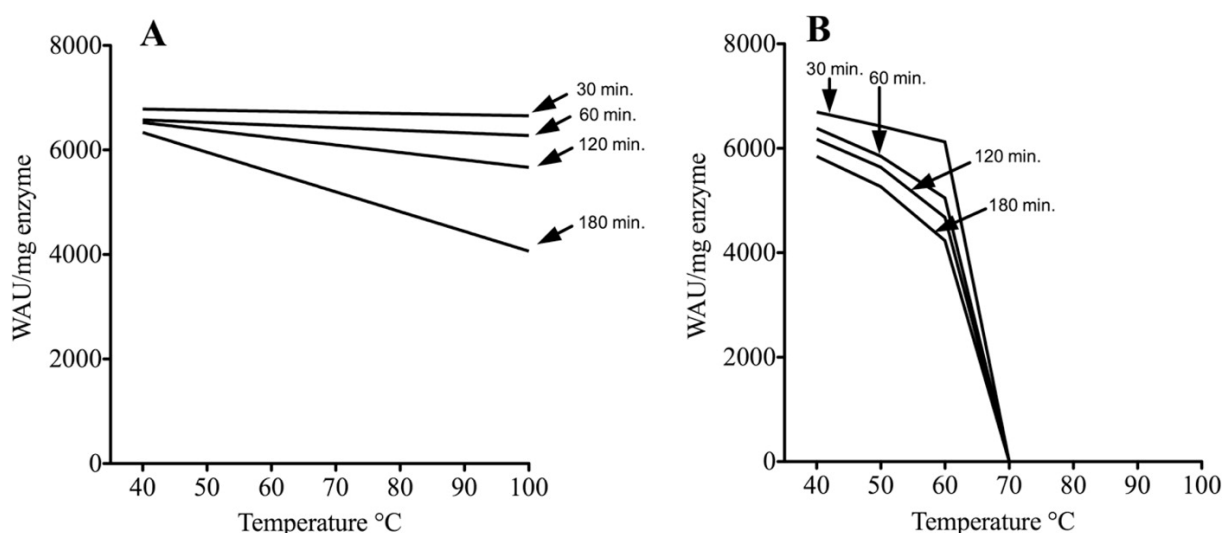 A
8000
6000
4000
2000
0
WAU/mg enzyme
30 min.
60 min.
120 min.
180 min.
40 50 60 70 80 90 100
Temperature °C
B
8000
6000
4000
2000
0
WAU/mg enzyme
30 min.
60 min.
120 min.
180 min.
40 50 60 70 80 90 100
Temperature °C